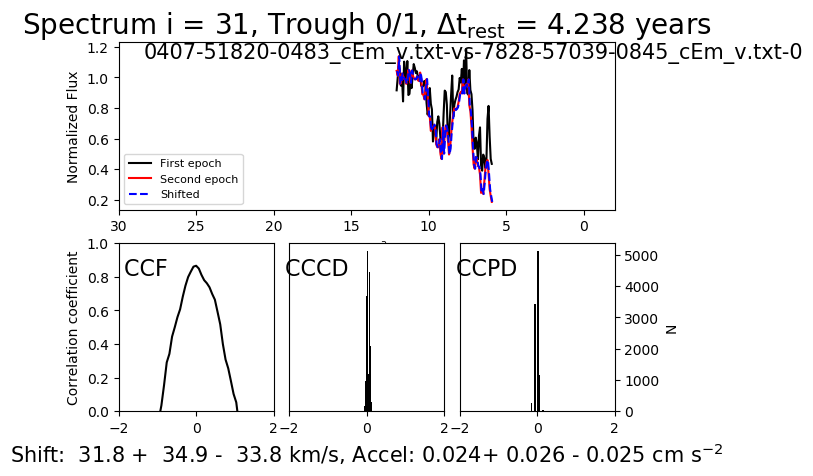 Spectrum i = 31, Trough 0/1, Δt_rest = 4.238 years
0407-51820-0483_cEm_v.txt-vs-7828-57039-0845_cEm_v.txt-0
Normalized Flux
1.2
1.0
0.8
0.6
0.4
0.2
First epoch
Second epoch
Shifted
30 25 20 15 10 5 0
Correlation coefficient
1.0
0.8
0.6
0.4
0.2
0.0
CCF
CCCD
CCPD
5000
4000
3000
2000
1000
0
N
−2 0 2 −2 0 2 −2 0 2
Shift: 31.8 + 34.9 - 33.8 km/s, Accel: 0.024+ 0.026 - 0.025 cm s⁻²